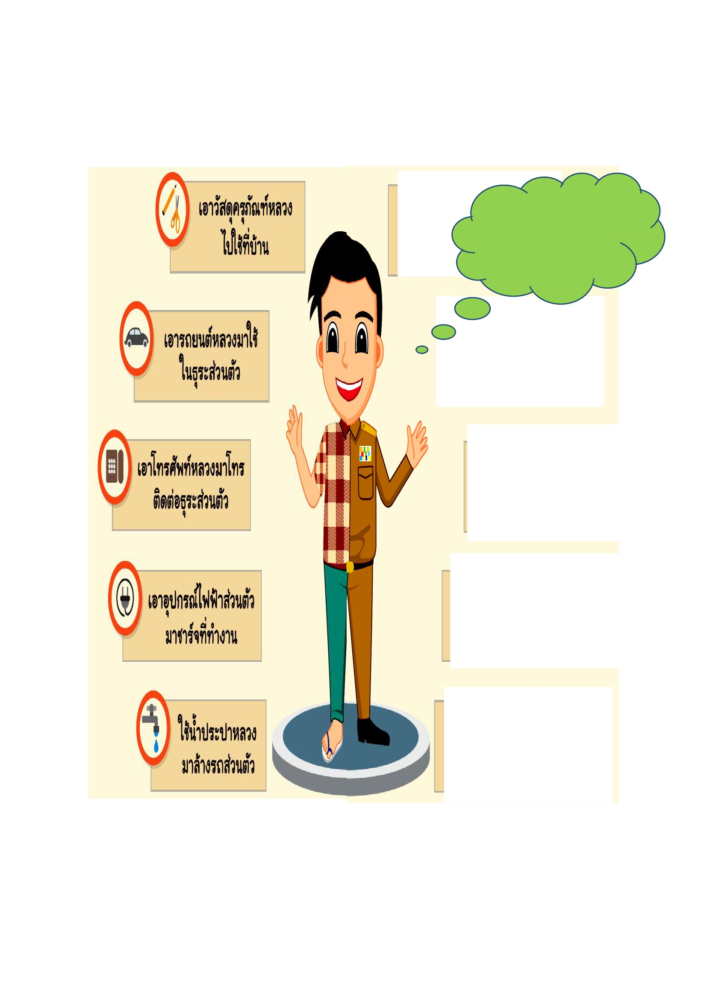 เอาวัสดุครุภัณฑ์หลวง
ไปใช้ที่บ้าน
เอารถยนต์หลวงมาใช้
ในธุระส่วนตัว
เอาโทรศัพท์หลวงมาโทร
ติดต่อธุระส่วนตัว
เอาอุปกรณ์ไฟฟ้าส่วนตัว
มาชาร์จที่ทำงาน
ใช้น้ำประปาหลวง
มาล้างรถส่วนตัว